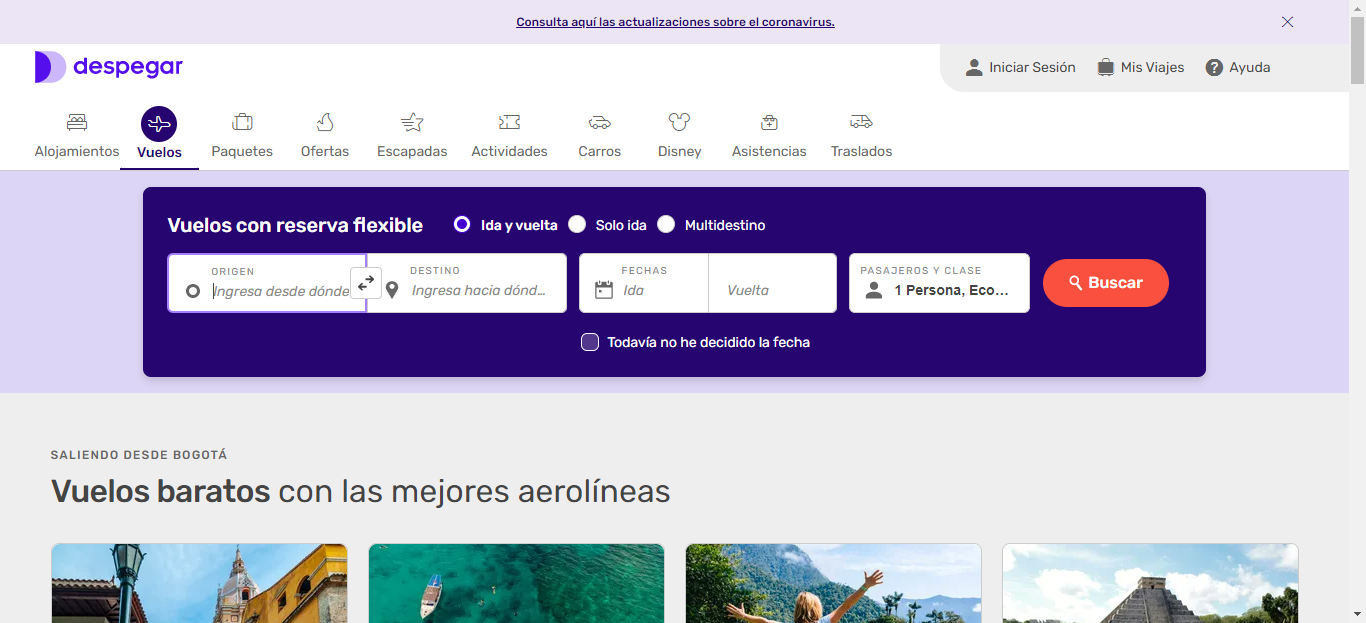 Consulta aquí las actualizaciones sobre el coronavirus.
despegar
Iniciar Sesión
Mis Viajes
Ayuda
Alojamientos
Vuelos
Paquetes
Ofertas
Escapadas
Actividades
Carros
Disney
Asistencias
Traslados
Vuelos con reserva flexible
Ida y vuelta
Solo ida
Multidestino
ORIGEN
Ingresa desde dónde
DESTINO
Ingresa hacia dónd...
FECHAS
Ida
Vuelta
PASAJEROS Y CLASE
1 Persona, Eco...
Buscar
Todavía no he decidido la fecha
SALIENDO DESDE BOGOTÁ
Vuelos baratos con las mejores aerolíneas